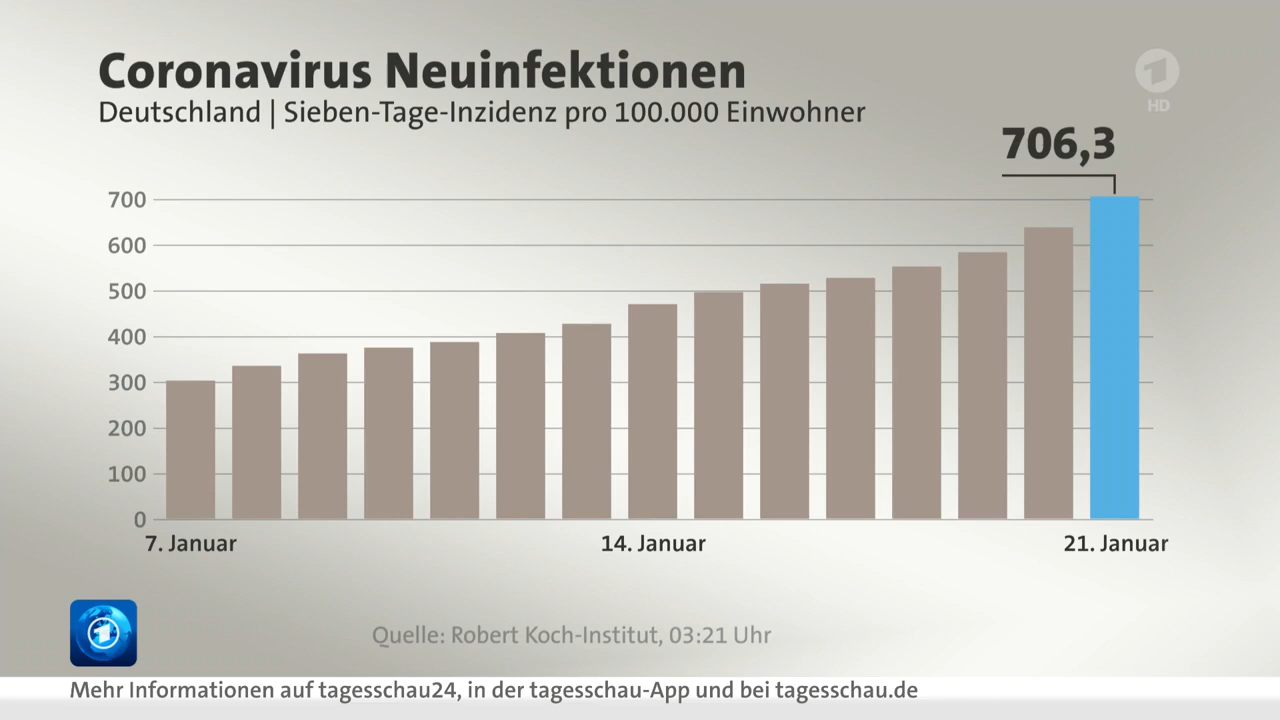 Coronavirus Neuinfektionen
Deutschland | Sieben-Tage-Inzidenz pro 100.000 Einwohner
1
HD
706,3
700
600
500
400
300
200
100
0
7. Januar
14. Januar
21. Januar
1
Quelle: Robert Koch-Institut, 03:21 Uhr
Mehr Informationen auf tagesschau24, in der tagesschau-App und bei tagesschau.de